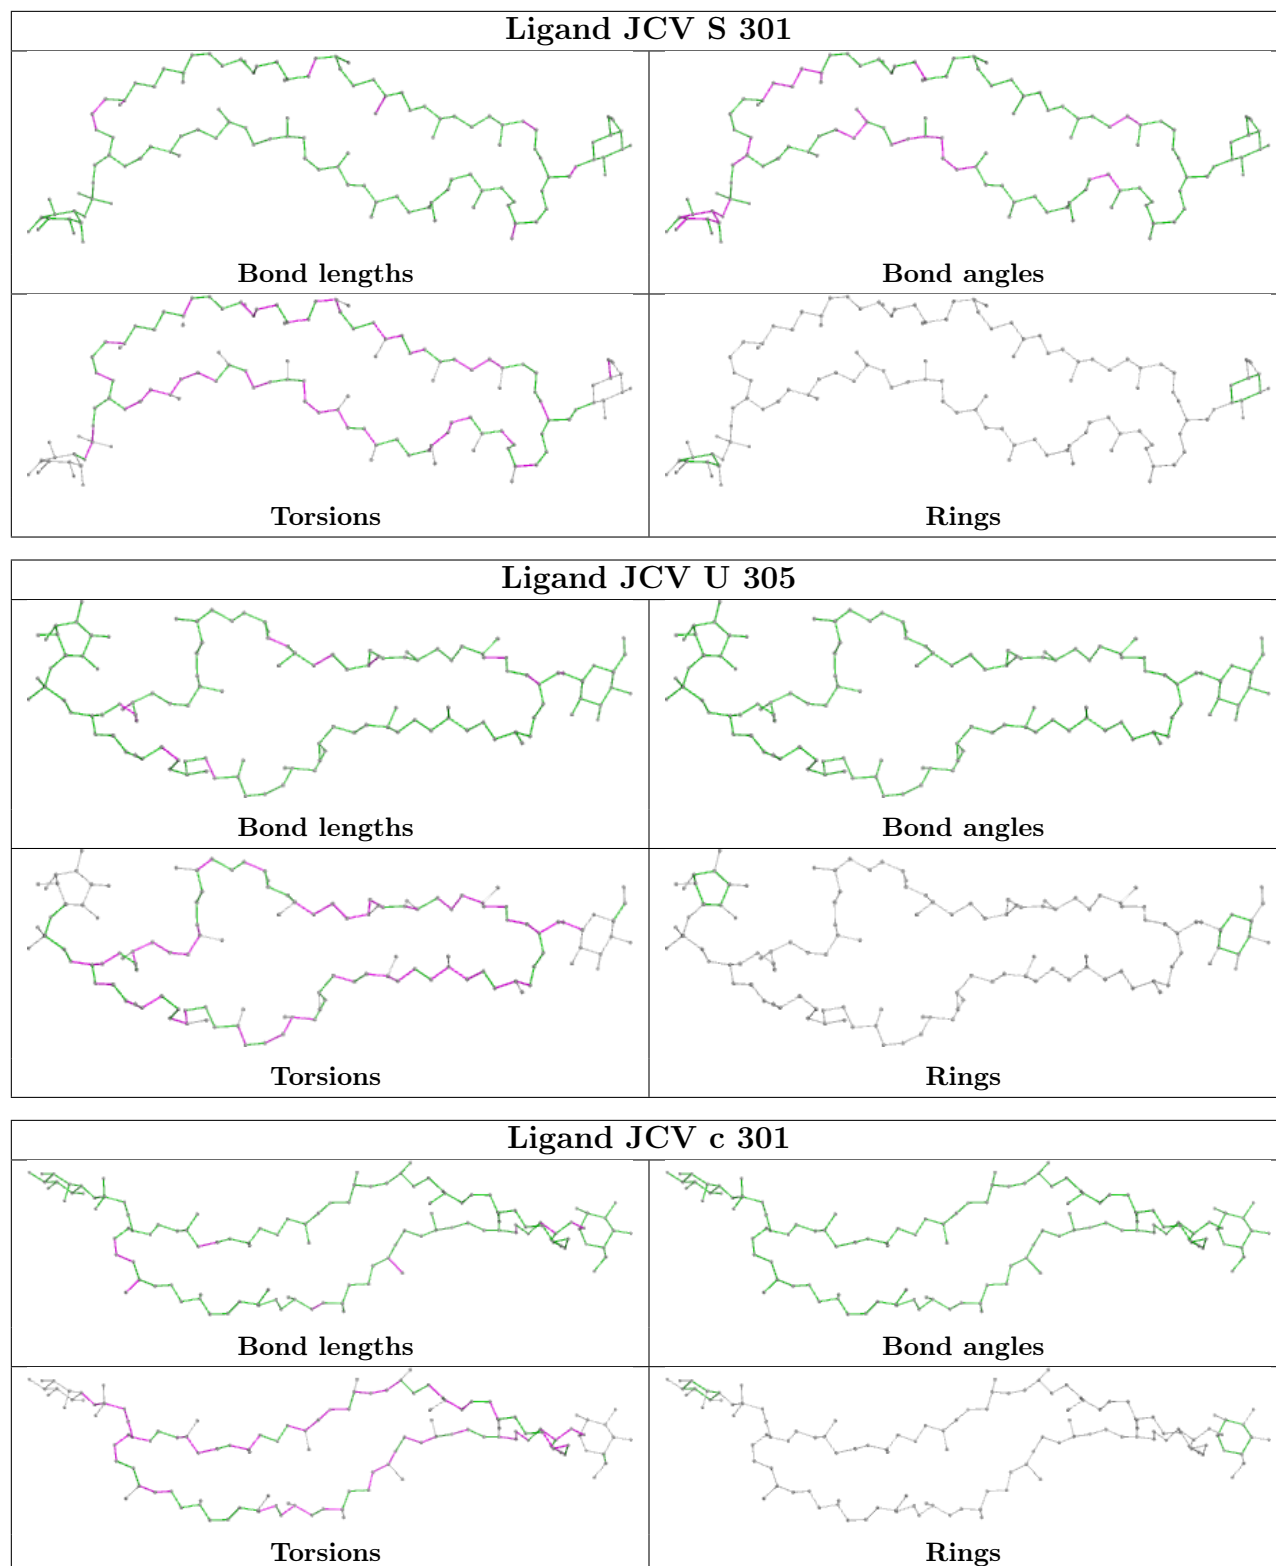 Ligand JCV S 301
Bond lengths
Bond angles
Torsions
Rings
Ligand JCV U 305
Bond lengths
Bond angles
Torsions
Rings
Ligand JCV c 301
Bond lengths
Bond angles
Torsions
Rings